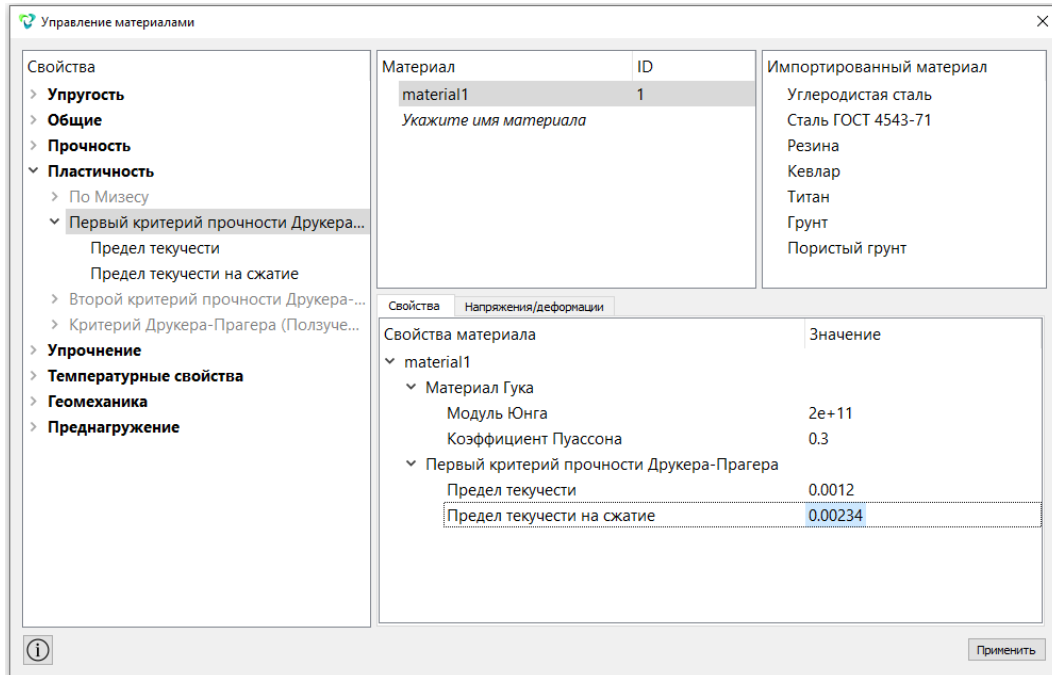 Управление материалами
Свойства
Упругость
Общие
Прочность
Пластичность
По Мизесу
Первый критерий прочности Друкера...
Предел текучести
Предел текучести на сжатие
Второй критерий прочности Друкера-...
Критерий Друкера-Прагера (Ползуче...
Упрочнение
Температурные свойства
Геомеханика
Преднагружение
Материал ID
material1 1
Укажите имя материала
Импортированный материал
Углеродистая сталь
Сталь ГОСТ 4543-71
Резина
Кевлар
Титан
Грунт
Пористый грунт
Свойства Напряжения/деформации
Свойства материала Значение
material1
Материал Гука
Модуль Юнга 2e+11
Коэффициент Пуассона 0.3
Первый критерий прочности Друкера-Прагера
Предел текучести 0.0012
Предел текучести на сжатие 0.00234
Применить